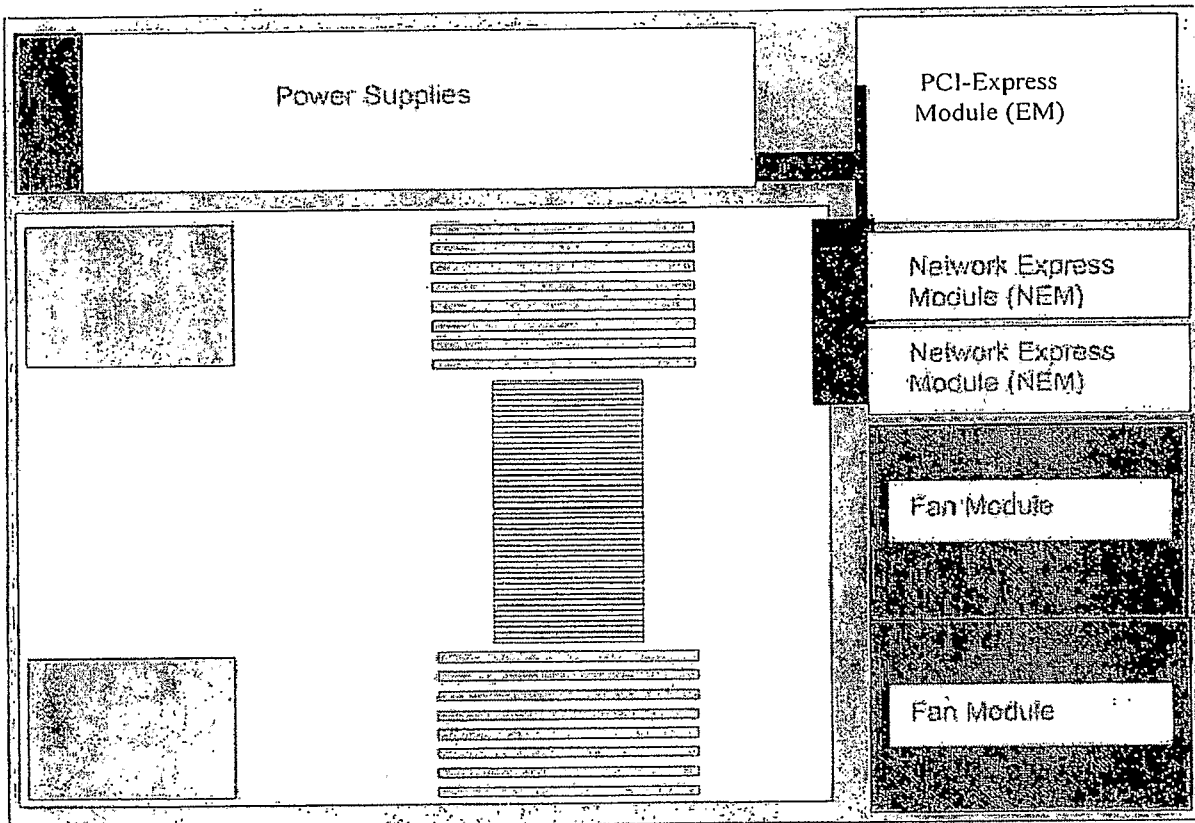 Power Supplies
PCI-Express
Module (EM)
Network Express
Module (NEM)
Network Express
Module (NEM)
Fan Module
Fan Module